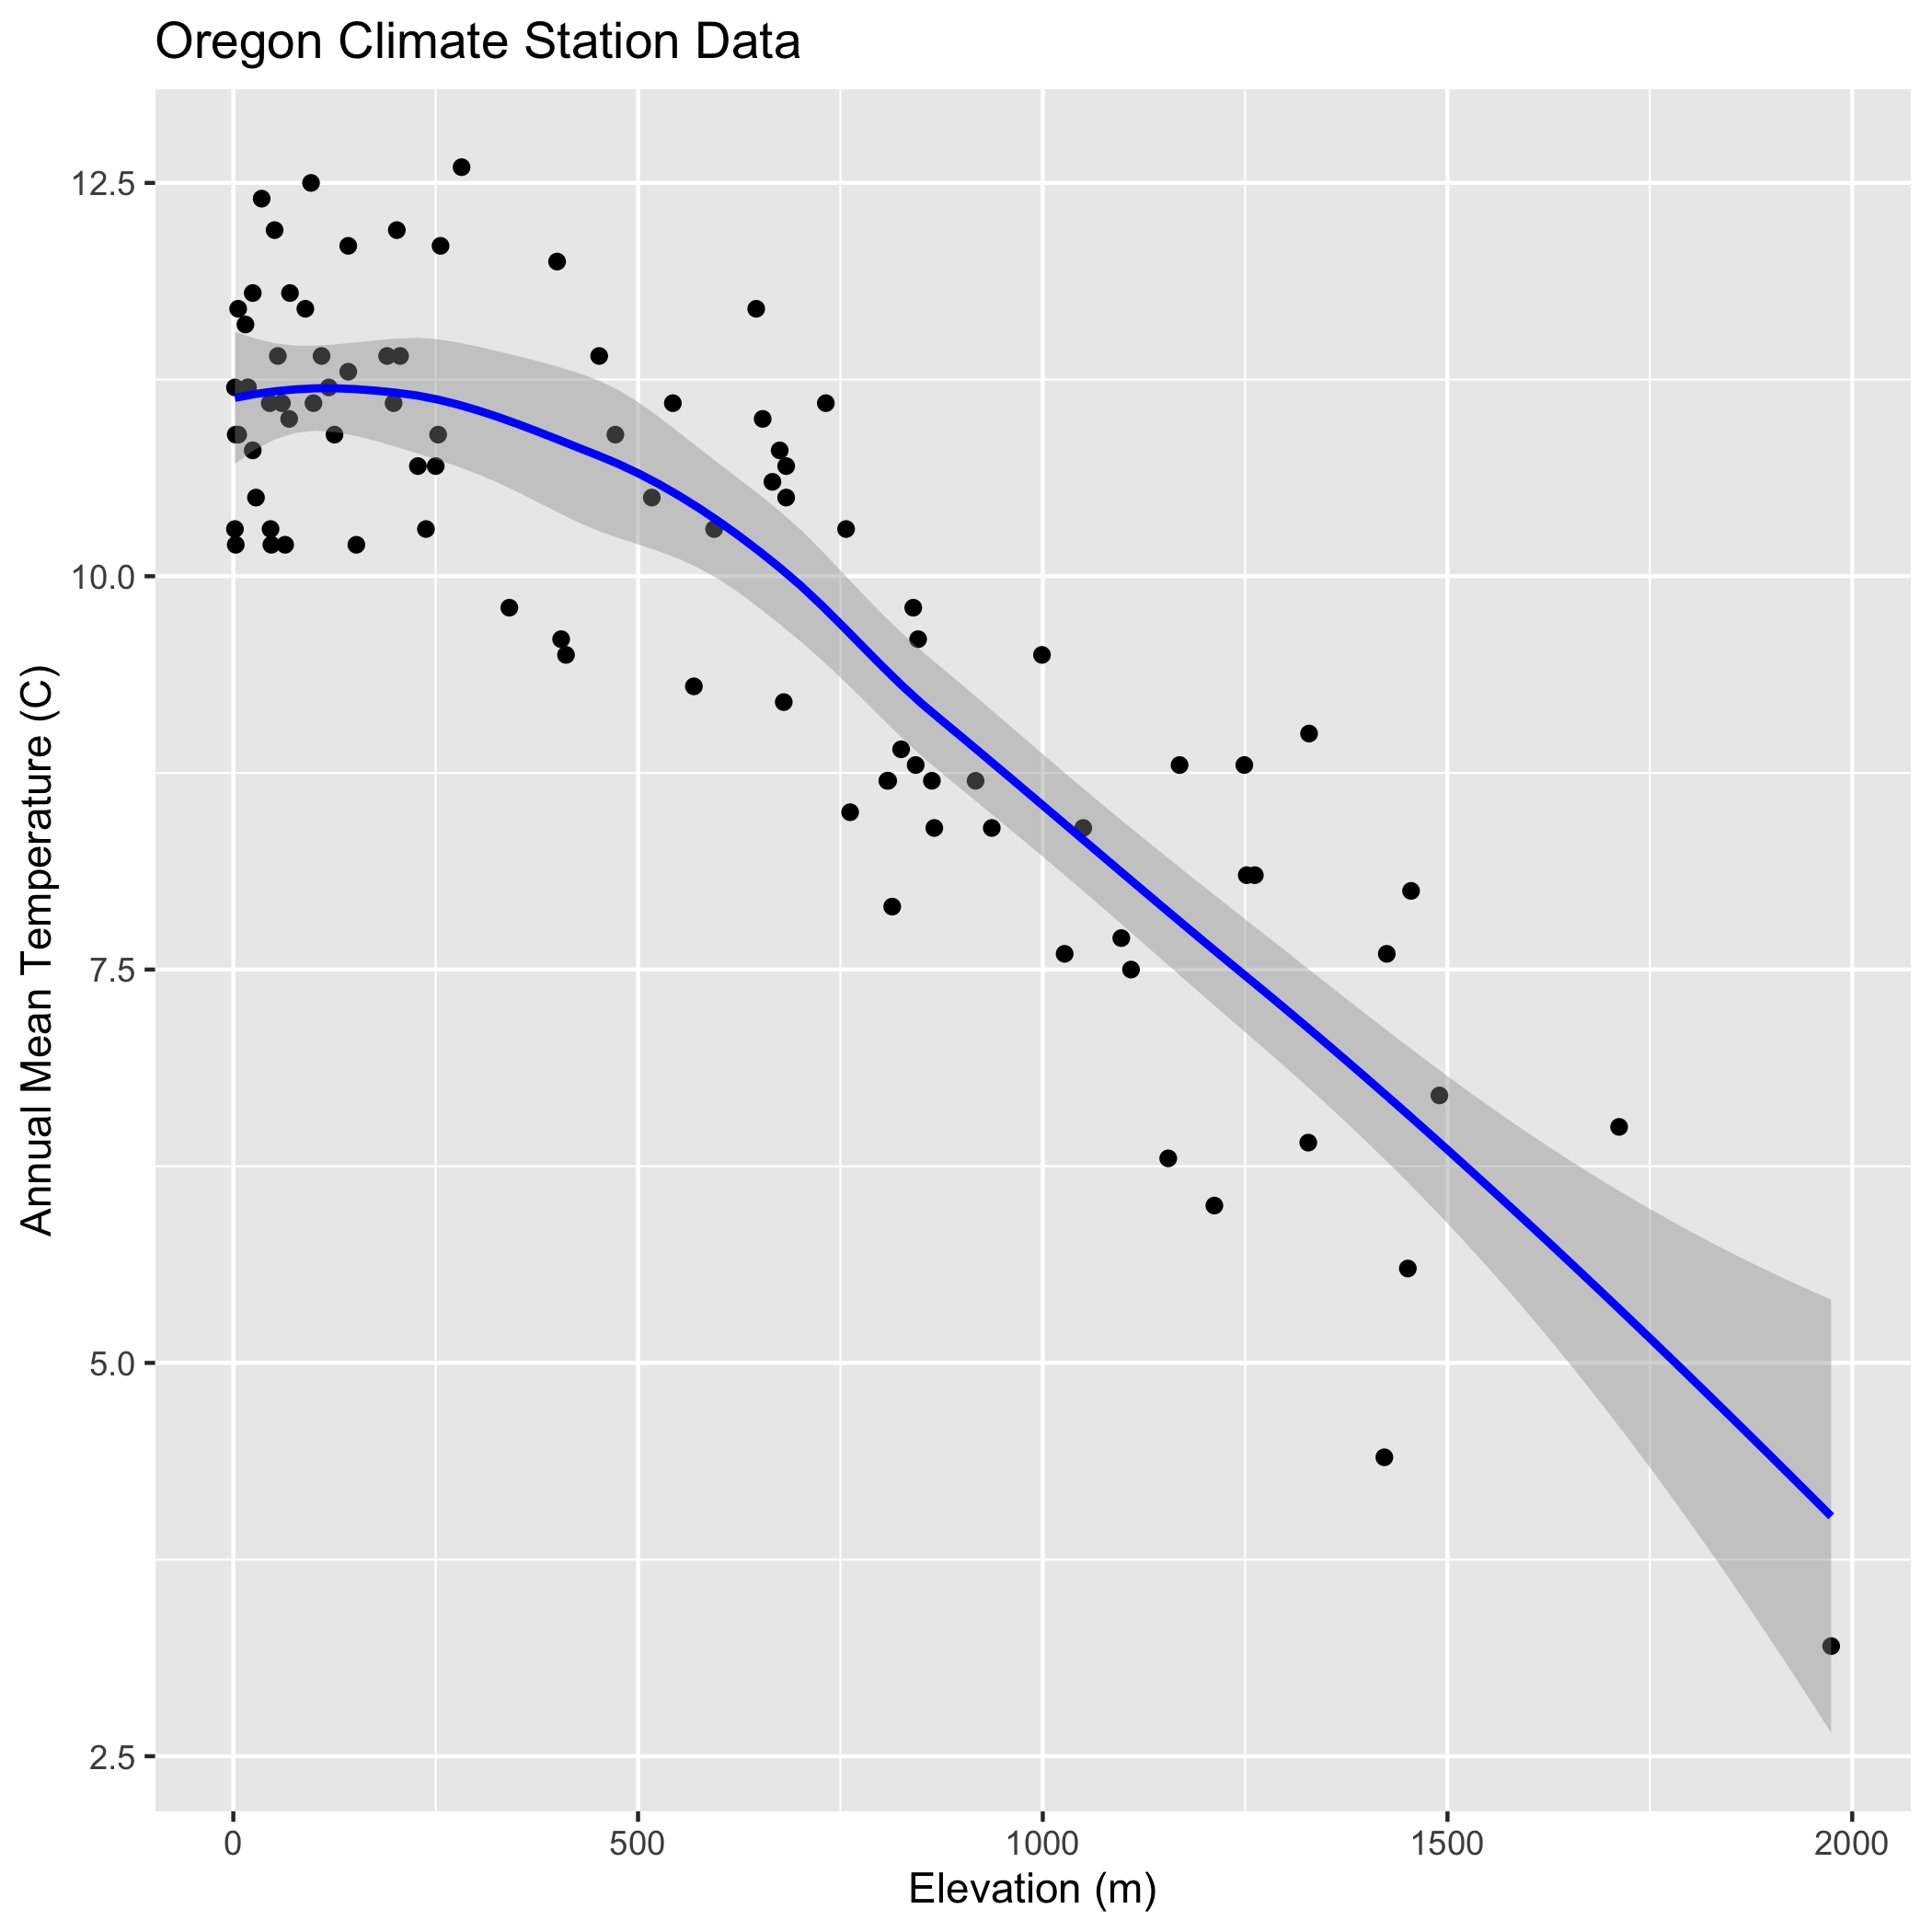 Oregon Climate Station Data
12.5
10.0
7.5
5.0
2.5
Annual Mean Temperature (C)
0 500 1000 1500 2000
Elevation (m)